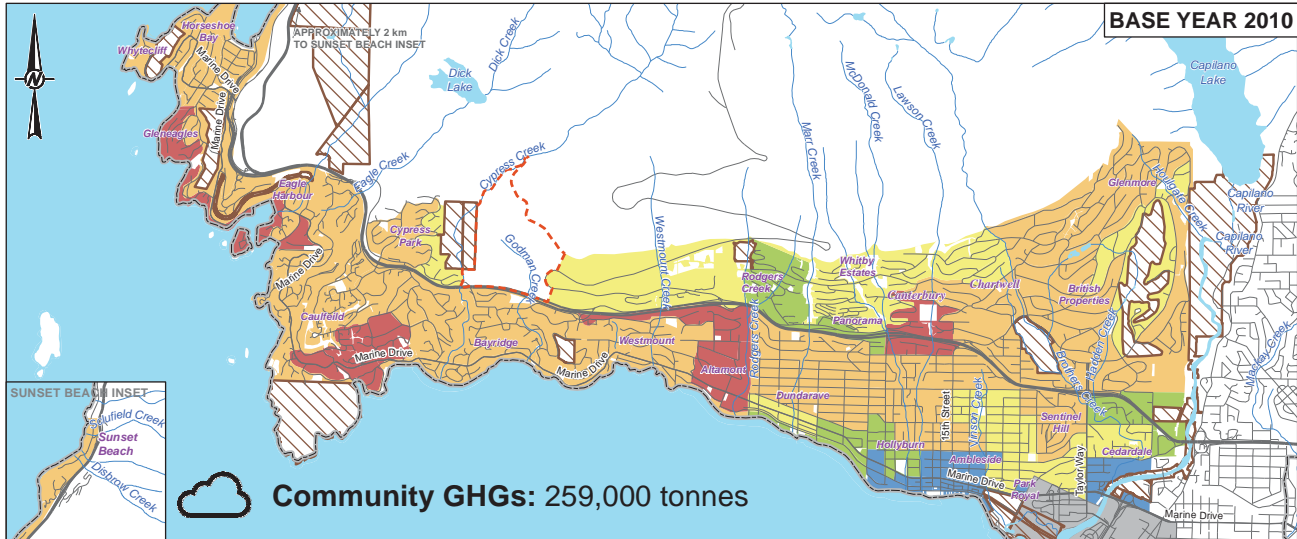 BASE YEAR 2010
Horseshoe
Bay
APPROXIMATELY 2 km
TO SUNSET BEACH INSET
Whytecliff
Marine Drive
N
Dick Creek
Dick
Lake
Capilano
Lake
McDonald Creek
Lawson Creek
Marr Creek
Gleneagles
Marine Drive
Eagle Creek
Cypress Creek
Houlgate Creek
Glenmore
Eagle
Harbour
Capilano
River
Capilano
River
Cypress
Park
Godman Creek
Westmount Creek
Whitby
Estates
Rodgers
Creek
Marine Drive
Chartwell
British
Properties
Canterbury
Caulfeild
Panorama
Hadden Creek
Marine Drive
Bayridge
Westmount
Marine Drive
Rodgers Creek
Brothers Creek
Mackay Creek
Altamont
Dundarave
15th Street
Vinson Creek
Sentinel
Hill
SUNSET BEACH INSET
Sclufield Creek
Sunset
Beach
Disbrow Creek
Hollyburn
Ambleside
Taylor Way
Cedardale
Marine Drive
Park
Royal
Marine Drive
Community GHGs: 259,000 tonnes